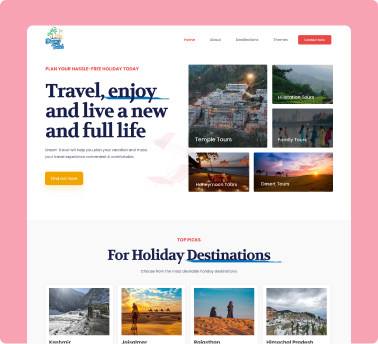 Home
About
Destinations
Themes
PLAN YOUR HASSLE-FREE HOLIDAY TODAY
Travel, enjoy
and live a new
and full life
Dream Travel will help you plan your vacation and make
your travel experience convenient & comfortable.
Find out more
Temple Tours
Hillstation Tours
Family Tours
Honeymoon Tours
Desert Tours
TOP PICKS
For Holiday Destinations
Choose from the most desirable holiday destinations
Kashmir
Jaisalmer
Rajasthan
Himachal Pradesh